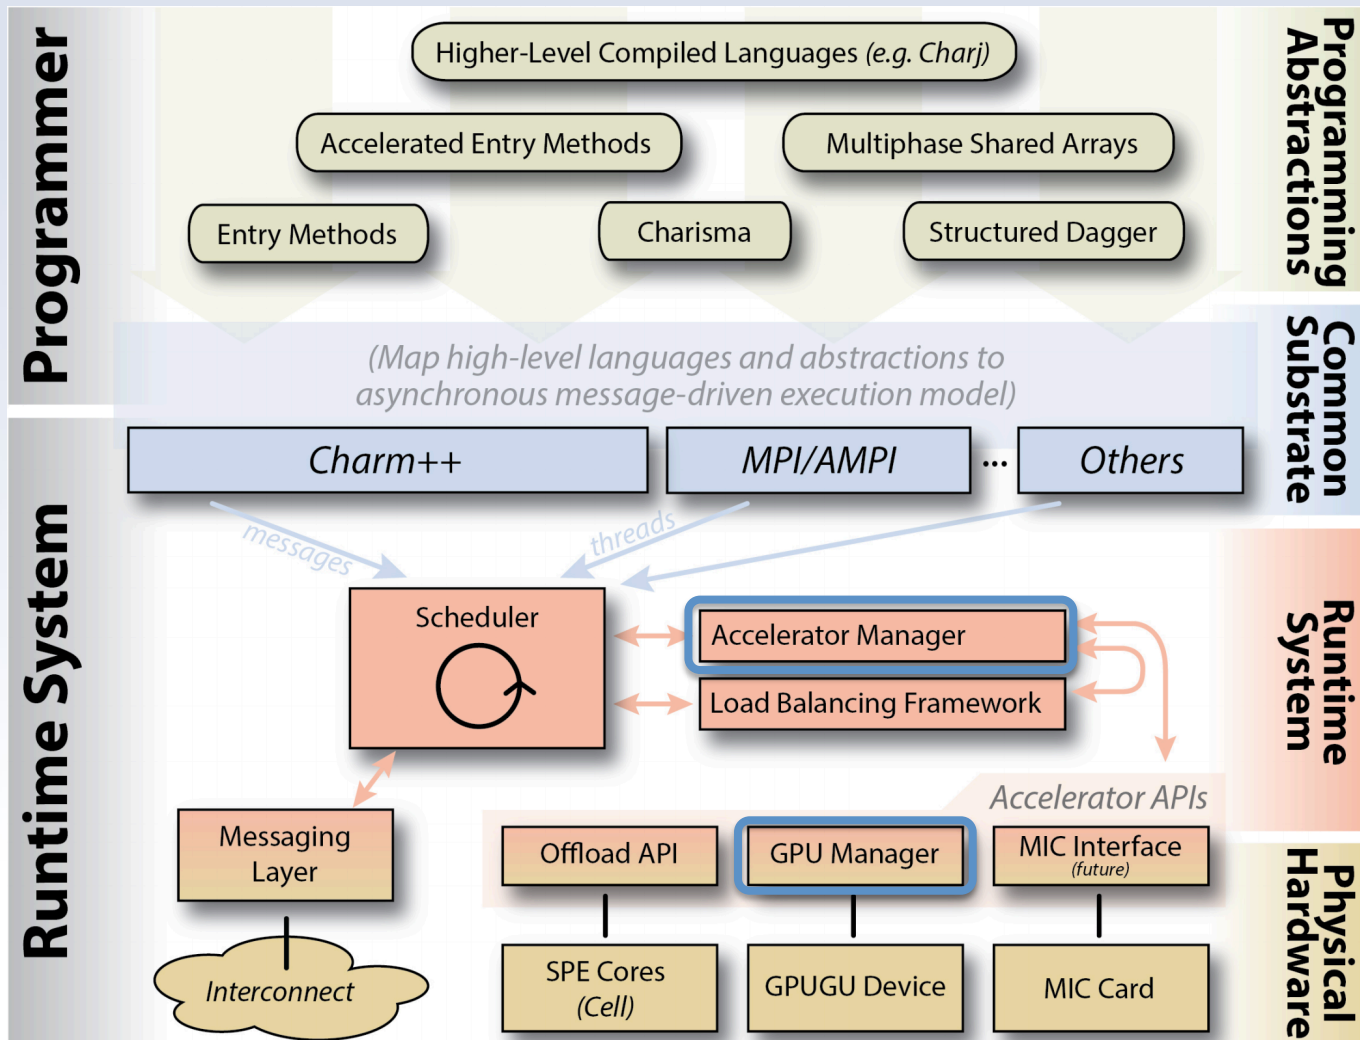 Programmer
Programming
Abstractions
Higher-Level Compiled Languages (e.g. Charj)
Accelerated Entry Methods
Multiphase Shared Arrays
Entry Methods
Charisma
Structured Dagger
Common
Substrate
(Map high-level languages and abstractions to
asynchronous message-driven execution model)
Runtime System
Charm++
MPI/AMPI
...
Others
messages
threads
Runtime
System
Scheduler
Accelerator Manager
Load Balancing Framework
Accelerator APIs
Messaging
Layer
Offload API
GPU Manager
MIC Interface
(future)
Physical
Hardware
Interconnect
SPE Cores
(Cell)
GPUGU Device
MIC Card